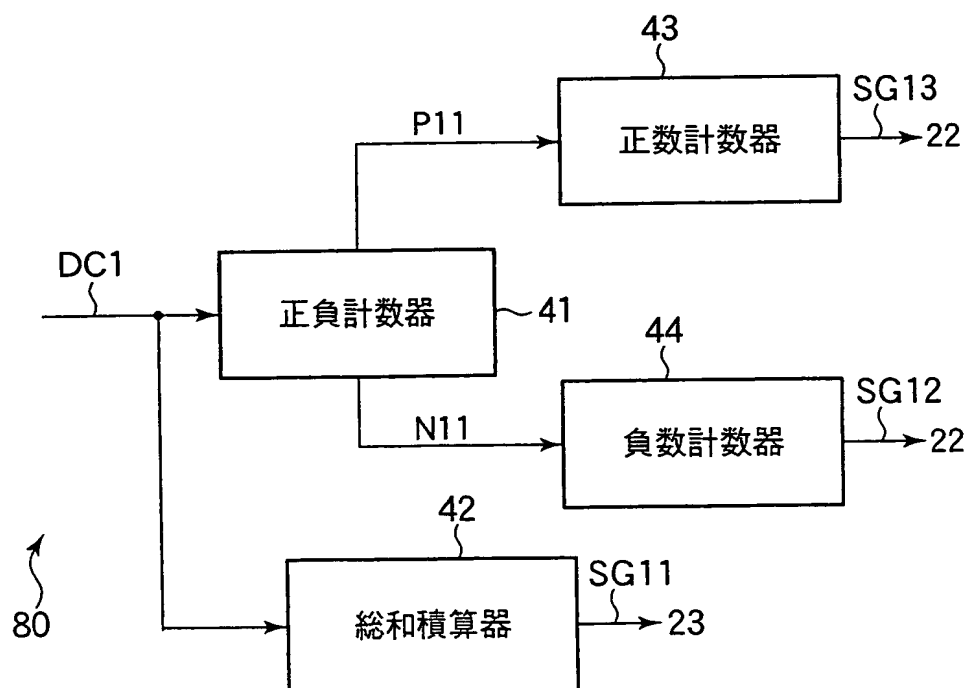 43
SG13
P11
正数計数器
22
DC1
正負計数器
41
44
SG12
N11
負数計数器
22
42
SG11
80
総和積算器
23